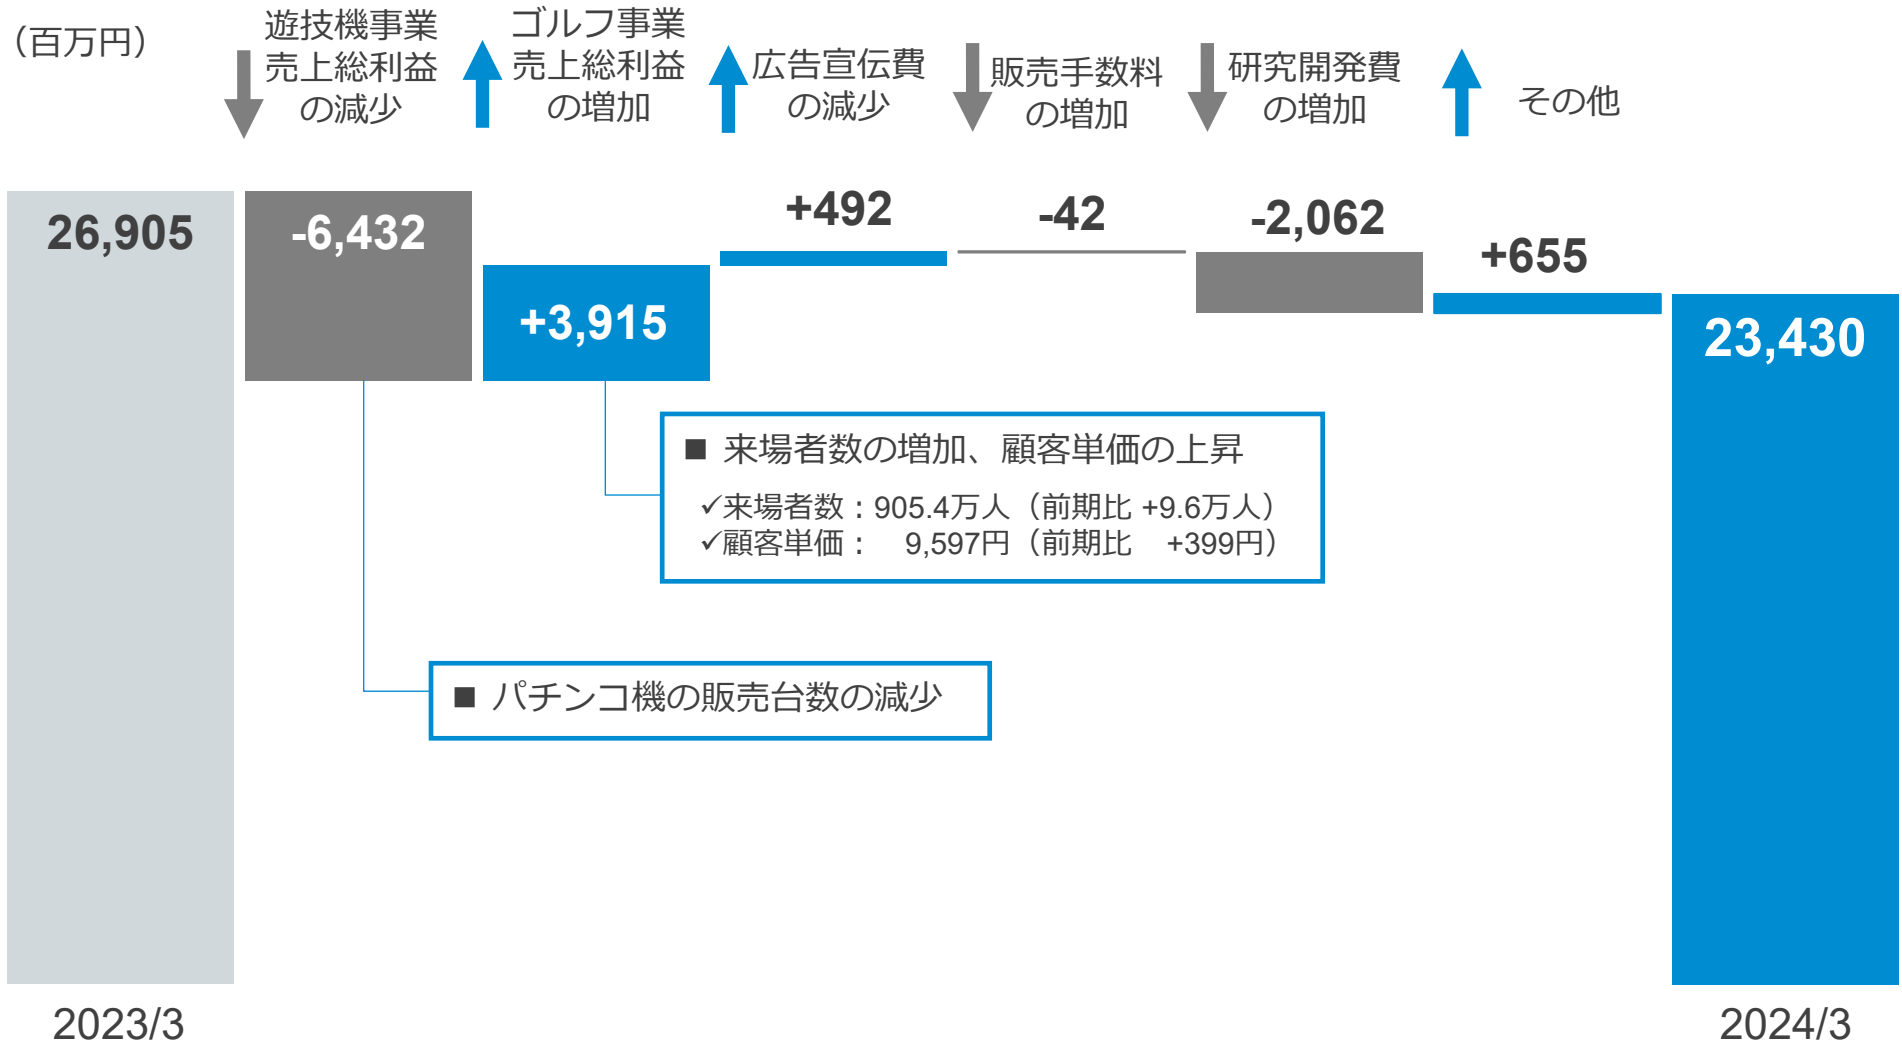 （百万円）
遊技機事業
売上総利益
の減少
ゴルフ事業
売上総利益
の増加
広告宣伝費
の減少
販売手数料
の増加
研究開発費
の増加
その他
26,905
-6,432
+3,915
+492
-42
-2,062
+655
23,430
■ 来場者数の増加、顧客単価の上昇
✓来場者数：905.4万人（前期比 +9.6万人）
✓顧客単価：　9,597円（前期比　+399円）
■ パチンコ機の販売台数の減少
2023/3
2024/3